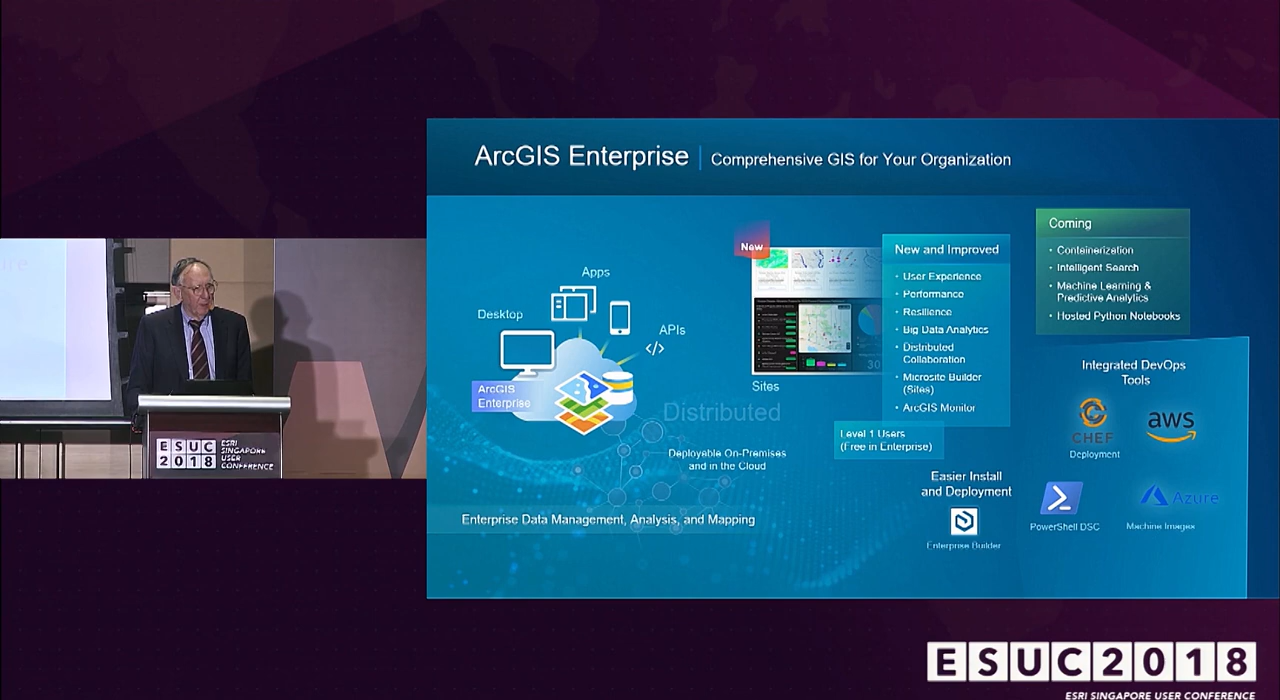 ArcGIS Enterprise | Comprehensive GIS for Your Organization
Apps
Desktop
APIs
</>
ArcGIS
Enterprise
Distributed
Deployable On-Premises
and in the Cloud
Enterprise Data Management, Analysis, and Mapping
New
Sites
New and Improved
• User Experience
• Performance
• Resilience
• Big Data Analytics
• Distributed
Collaboration
• Microsite Builder
(Sites)
• ArcGIS Monitor
Level 1 Users
(Free in Enterprise)
Easier Install
and Deployment
Enterprise Builder
Coming
• Containerization
• Intelligent Search
• Machine Learning &
Predictive Analytics
• Hosted Python Notebooks
Integrated DevOps
Tools
CHEF
Deployment
aws
PowerShell DSC
Azure
Machine Images
ESUC
2018
ESRI
SINGAPORE
USER
CONFERENCE
ESUC2018
ESRI SINGAPORE USER CONFERENCE